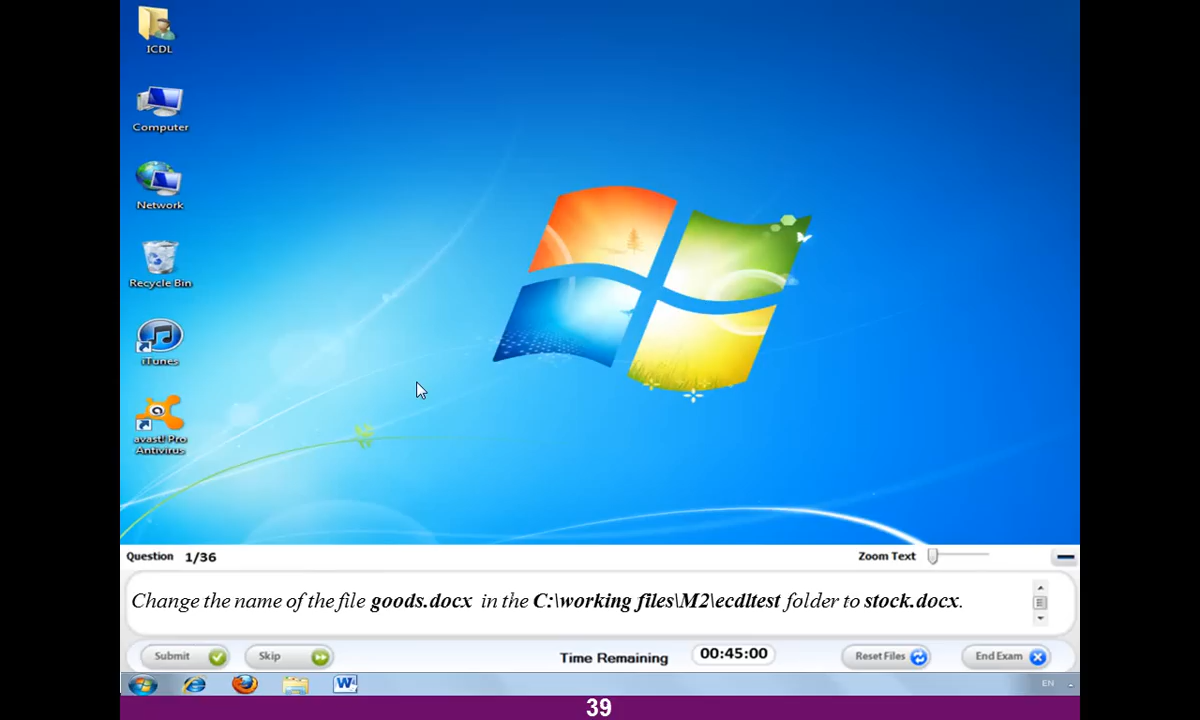 ICDL
Computer
Network
Recycle Bin
iTunes
avast! Pro
Antivirus
Question 1/36
Zoom Text
Change the name of the file goods.docx in the C:\working files\M2\ecdltest folder to stock.docx.
Submit
Skip
Time Remaining
00:45:00
Reset Files
End Exam
EN
39